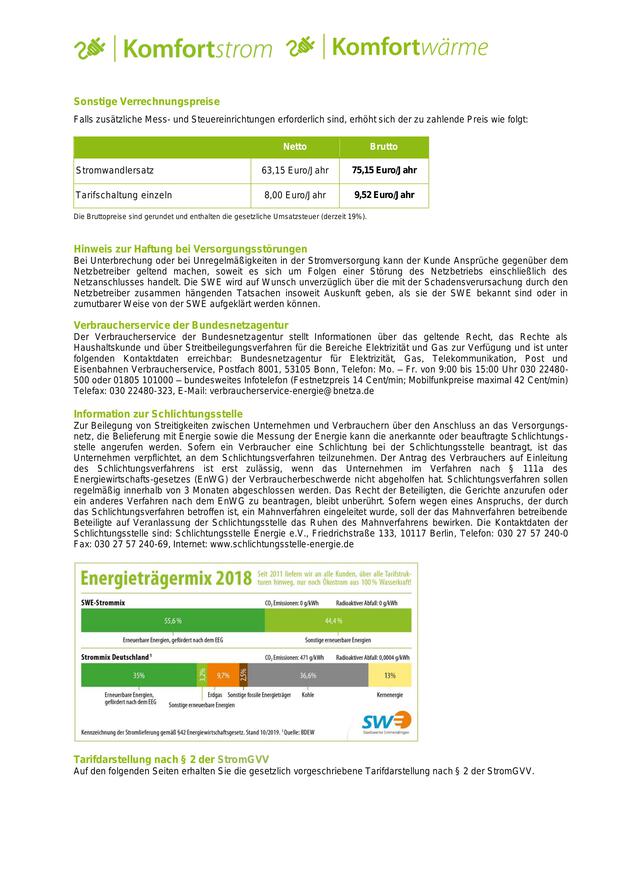 Komfortstrom Komfortwärme
Sonstige Verrechnungspreise
Falls zusätzliche Mess- und Steuereinrichtungen erforderlich sind, erhöht sich der zu zahlende Preis wie folgt:
Netto Brutto
Stromwandlersatz 63,15 Euro/Jahr 75,15 Euro/Jahr
Tarifschaltung einzeln 8,00 Euro/Jahr 9,52 Euro/Jahr
Die Bruttopreise sind gerundet und enthalten die gesetzliche Umsatzsteuer (derzeit 19%).
Hinweis zur Haftung bei Versorgungsstörungen
Bei Unterbrechung oder bei Unregelmäßigkeiten in der Stromversorgung kann der Kunde Ansprüche gegenüber dem
Netzbetreiber geltend machen, soweit es sich um Folgen einer Störung des Netzbetriebs einschließlich des
Netzanschlusses handelt. Die SWE wird auf Wunsch unverzüglich über die mit der Schadensverursachung durch den
Netzbetreiber zusammen hängenden Tatsachen insoweit Auskunft geben, als sie der SWE bekannt sind oder in
zumutbarer Weise von der SWE aufgeklärt werden können.
Verbraucherservice der Bundesnetzagentur
Der Verbraucherservice der Bundesnetzagentur stellt Informationen über das geltende Recht, das Rechte als
Haushaltskunde und über Streitbeilegungsverfahren für die Bereiche Elektrizität und Gas zur Verfügung und ist unter
folgenden Kontaktdaten erreichbar: Bundesnetzagentur für Elektrizität, Gas, Telekommunikation, Post und
Eisenbahnen Verbraucherservice, Postfach 8001, 53105 Bonn, Telefon: Mo. – Fr. von 9:00 bis 15:00 Uhr 030 22480-
500 oder 01805 101000 – bundesweites Infotelefon (Festnetzpreis 14 Cent/min; Mobilfunkpreise maximal 42 Cent/min)
Telefax: 030 22480-323, E-Mail: verbraucherservice-energie@bnetza.de
Information zur Schlichtungsstelle
Zur Beilegung von Streitigkeiten zwischen Unternehmen und Verbrauchern über den Anschluss an das Versorgungs-
netz, die Belieferung mit Energie sowie die Messung der Energie kann die anerkannte oder beauftragte Schlichtungs-
stelle angerufen werden. Sofern ein Verbraucher eine Schlichtung bei der Schlichtungsstelle beantragt, ist das
Unternehmen verpflichtet, an dem Schlichtungsverfahren teilzunehmen. Der Antrag des Verbrauchers auf Einleitung
des Schlichtungsverfahrens ist erst zulässig, wenn das Unternehmen im Verfahren nach § 111a des
Energiewirtschafts-gesetzes (EnWG) der Verbraucherbeschwerde nicht abgeholfen hat. Schlichtungsverfahren sollen
regelmäßig innerhalb von 3 Monaten abgeschlossen werden. Das Recht der Beteiligten, die Gerichte anzurufen oder
ein anderes Verfahren nach dem EnWG zu beantragen, bleibt unberührt. Sofern wegen eines Anspruchs, der durch
das Schlichtungsverfahren betroffen ist, ein Mahnverfahren eingeleitet wurde, soll der das Mahnverfahren betreibende
Beteiligte auf Veranlassung der Schlichtungsstelle das Ruhen des Mahnverfahrens bewirken. Die Kontaktdaten der
Schlichtungsstelle sind: Schlichtungsstelle Energie e.V., Friedrichstraße 133, 10117 Berlin, Telefon: 030 27 57 240-0
Fax: 030 27 57 240-69, Internet: www.schlichtungsstelle-energie.de
Energieträgermix 2018 Seit 2011 liefern wir an alle Kunden, über alle Tarifstruk-
turen hinweg, nur noch Ökostrom aus 100 % Wasserkraft!
SWE-Strommix CO2 Emissionen: 0 g/kWh Radioaktiver Abfall: 0 g/kWh
55,6 % 44,4 %
Erneuerbare Energien, gefördert nach dem EEG Sonstige erneuerbare Energien
Strommix Deutschland1 CO2 Emissionen: 471 g/kWh Radioaktiver Abfall: 0,0004 g/kWh
35% 3,2% 9,7% 2,5% 36,6% 13%
Erneuerbare Energien, Erdgas Sonstige fossile Energieträger Kohle Kernenergie
gefördert nach dem EEG Sonstige erneuerbare Energien
SWE
Stadtwerke Emmendingen
Kennzeichnung der Stromlieferung gemäß §42 Energiewirtschaftsgesetz. Stand 10/2019. 1Quelle: BDEW
Tarifdarstellung nach § 2 der StromGVV
Auf den folgenden Seiten erhalten Sie die gesetzlich vorgeschriebene Tarifdarstellung nach § 2 der StromGVV.